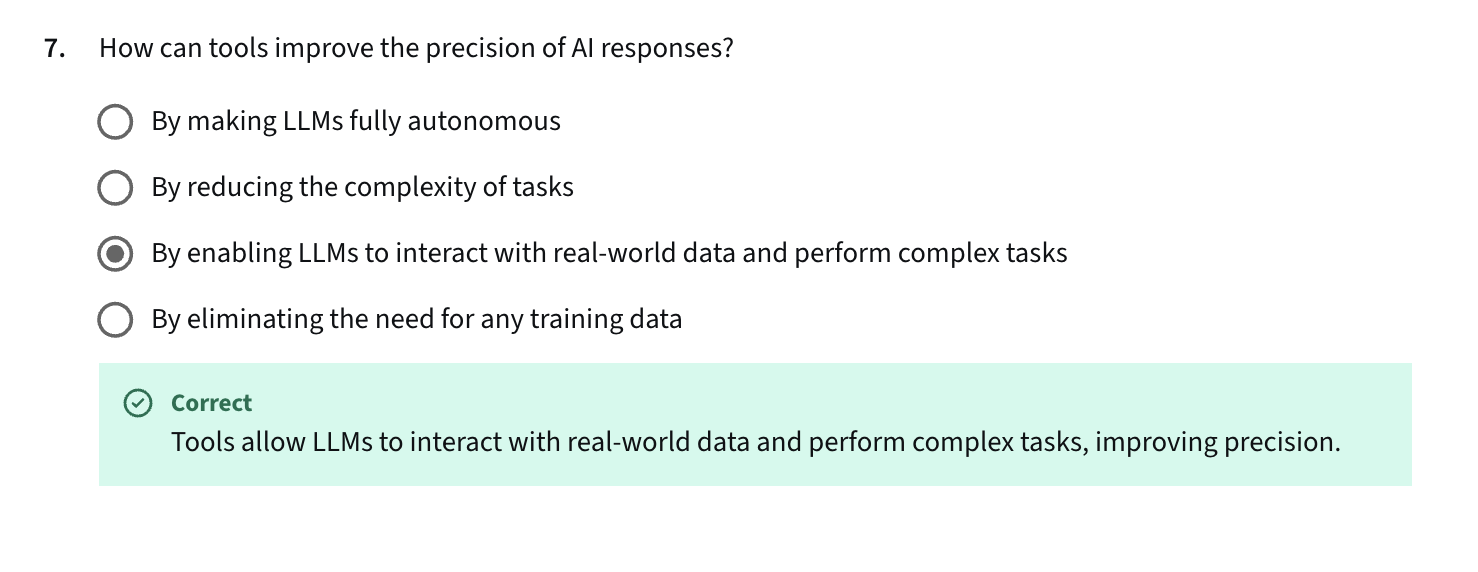 7. How can tools improve the precision of AI responses?
By making LLMs fully autonomous
By reducing the complexity of tasks
By enabling LLMs to interact with real-world data and perform complex tasks
By eliminating the need for any training data
Correct
Tools allow LLMs to interact with real-world data and perform complex tasks, improving precision.